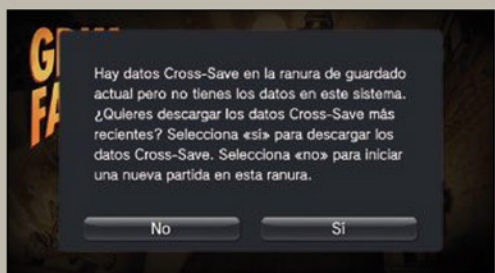 GRIM
FA
Hay datos Cross-Save en la ranura de guardado
actual pero no tienes los datos en este sistema.
¿Quieres descargar los datos Cross-Save más
recientes? Selecciona «sí» para descargar los
datos Cross-Save. Selecciona «no» para iniciar
una nueva partida en esta ranura.
No
Sí